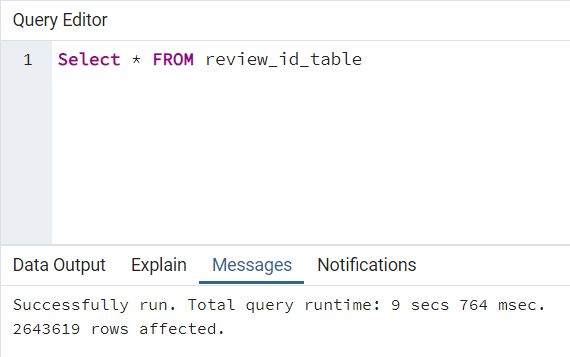 Query Editor
1 Select * FROM review_id_table
Data Output Explain Messages Notifications
Successfully run. Total query runtime: 9 secs 764 msec.
2643619 rows affected.